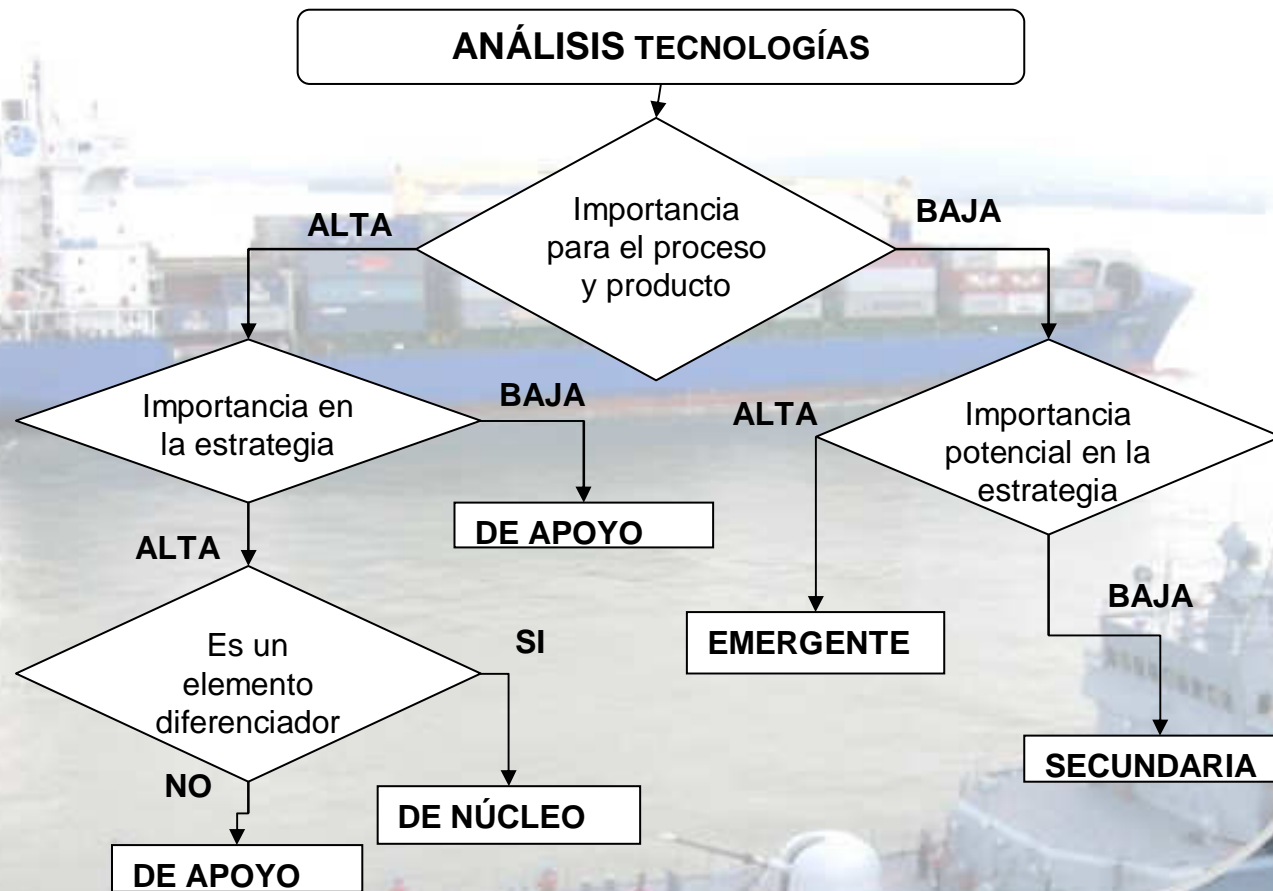 ANÁLISIS TECNOLOGÍAS
Importancia
para el proceso
y producto
ALTA
BAJA
Importancia en
la estrategia
BAJA
ALTA
Importancia
potencial en la
estrategia
DE APOYO
ALTA
BAJA
Es un
elemento
diferenciador
SI
EMERGENTE
NO
DE NÚCLEO
SECUNDARIA
DE APOYO